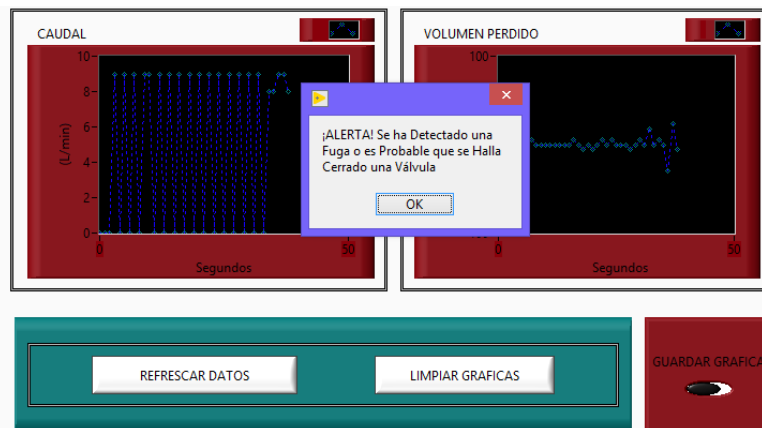 CAUDAL
10
8
6
4
2
0
(L/min)
0
50
Segundos
VOLUMEN PERDIDO
100
0
50
Segundos
¡ALERTA! Se ha Detectado una
Fuga o es Probable que se Halla
Cerrado una Válvula
OK
REFRESCAR DATOS
LIMPIAR GRAFICAS
GUARDAR GRAFICA